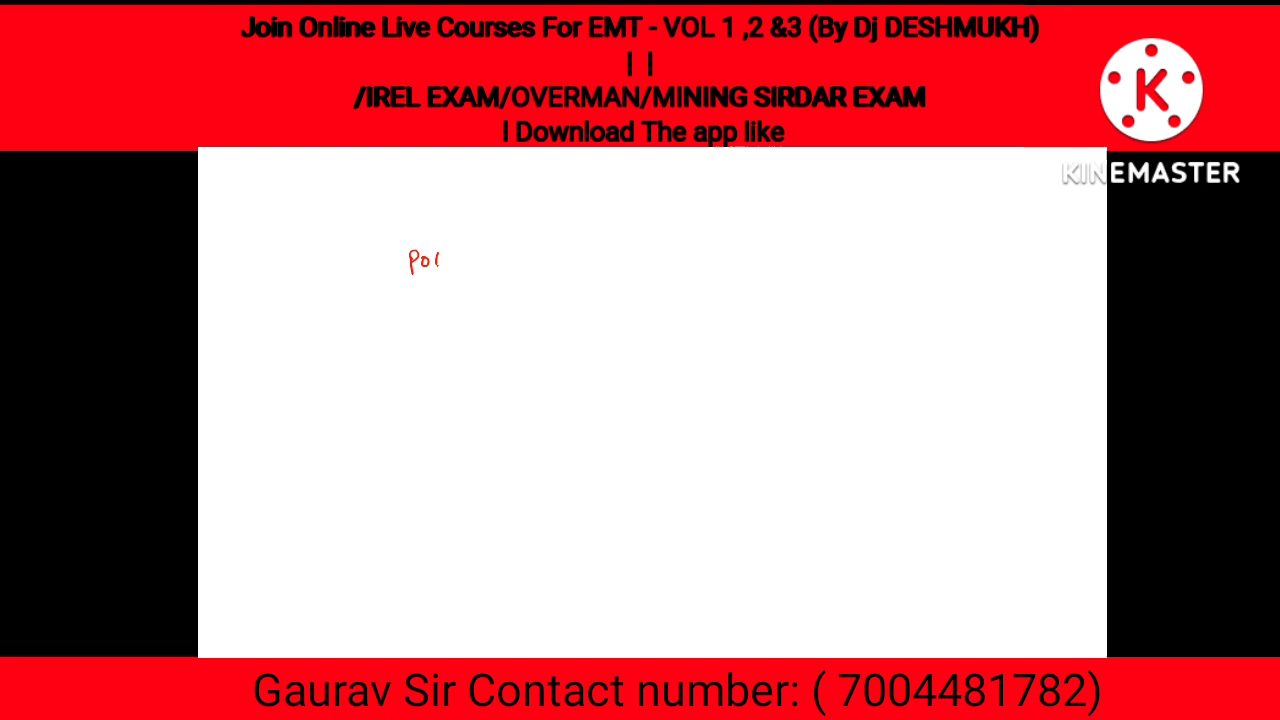 Join Online Live Courses For EMT - VOL 1 ,2 &3 (By Dj DESHMUKH)
| |
/IREL EXAM/OVERMAN/MINING SIRDAR EXAM
l Download The app like
K
KINEMASTER
Gaurav Sir Contact number: ( 7004481782)